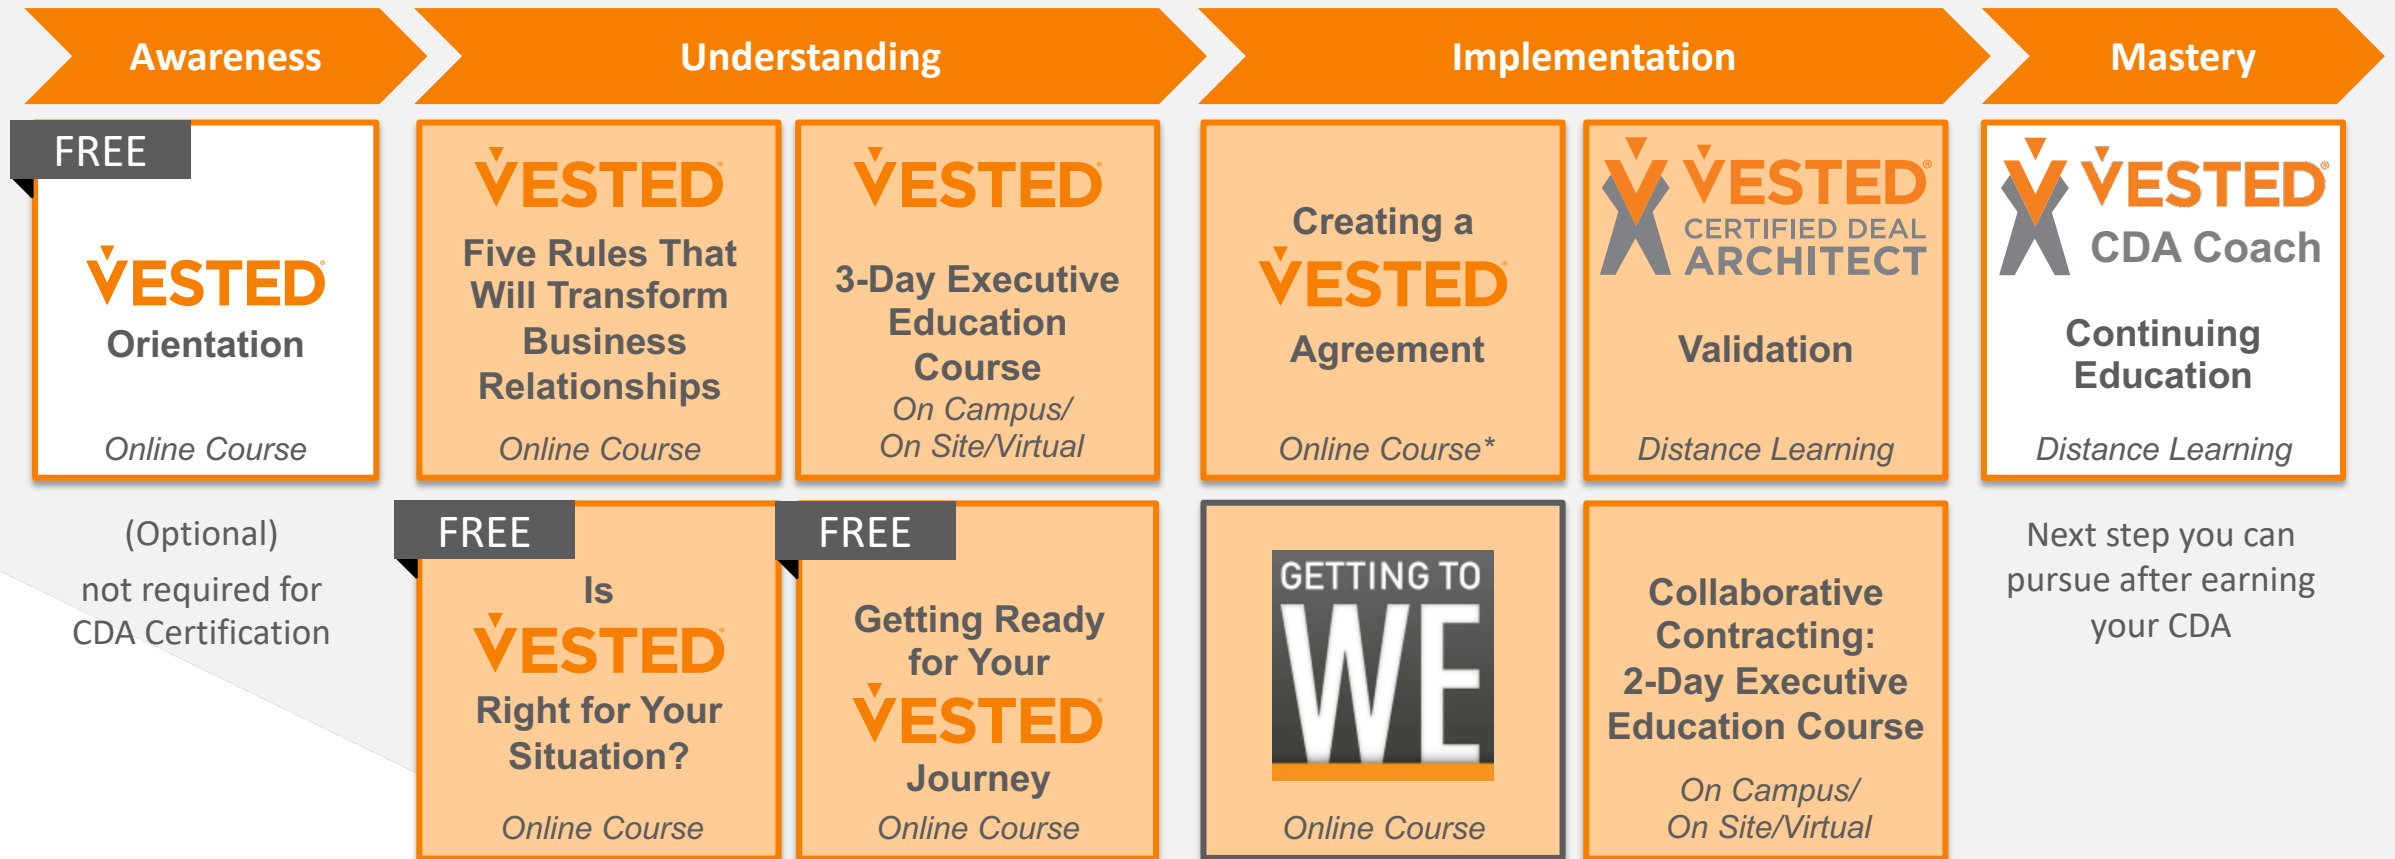 Awareness
Understanding
Implementation
Mastery
FREE
VESTED®
Orientation
Online Course
(Optional)
not required for
CDA Certification
VESTED®
Five Rules That
Will Transform
Business
Relationships
Online Course
VESTED®
3-Day Executive
Education
Course
On Campus/
On Site/Virtual
FREE
Is
VESTED®
Right for Your
Situation?
Online Course
FREE
Getting Ready
for Your
VESTED®
Journey
Online Course
Creating a
VESTED®
Agreement
Online Course*
VESTED®
CERTIFIED DEAL
ARCHITECT
Validation
Distance Learning
GETTING TO
WE
Online Course
Collaborative
Contracting:
2-Day Executive
Education Course
On Campus/
On Site/Virtual
VESTED®
CDA Coach
Continuing
Education
Distance Learning
Next step you can
pursue after earning
your CDA